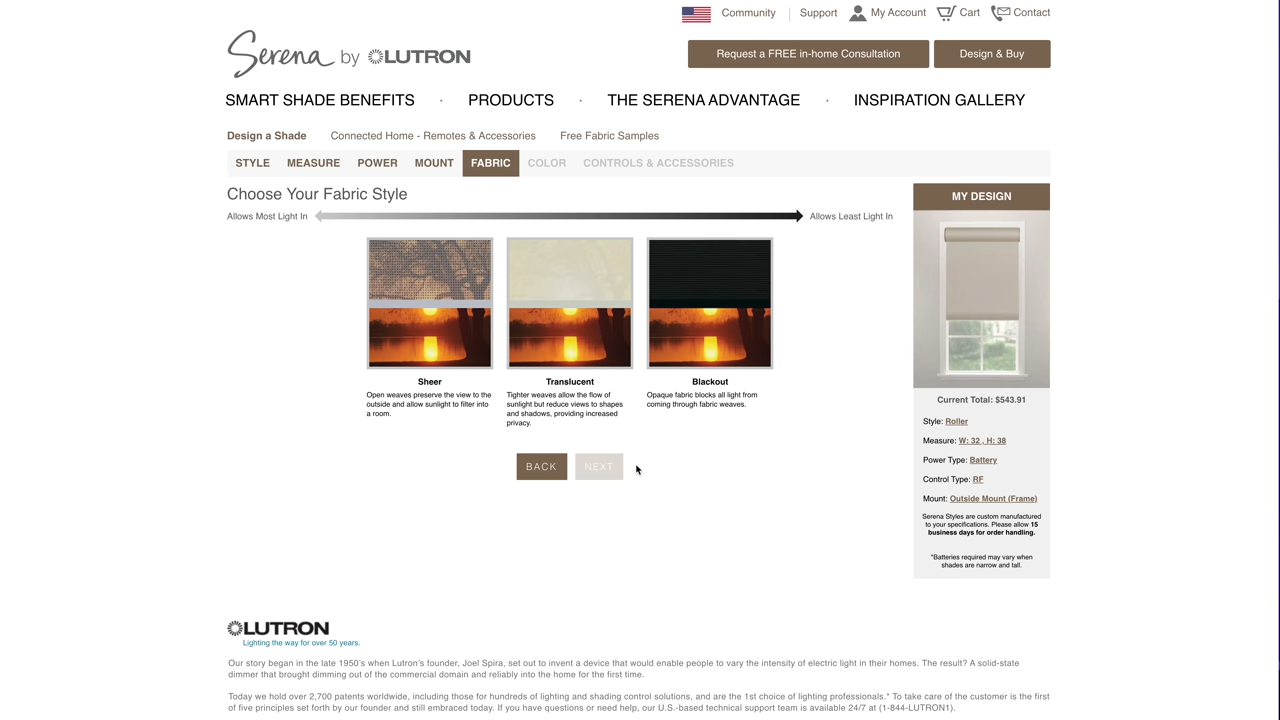 Community Support My Account Cart Contact
Serena by LUTRON
Request a FREE in-home Consultation Design & Buy
SMART SHADE BENEFITS · PRODUCTS · THE SERENA ADVANTAGE · INSPIRATION GALLERY
Design a Shade Connected Home - Remotes & Accessories Free Fabric Samples
STYLE MEASURE POWER MOUNT FABRIC COLOR CONTROLS & ACCESSORIES
Choose Your Fabric Style
Allows Most Light In Allows Least Light In
Sheer
Open weaves preserve the view to the
outside and allow sunlight to filter into
a room.
Translucent
Tighter weaves allow the flow of
sunlight but reduce views to shapes
and shadows, providing increased
privacy.
Blackout
Opaque fabric blocks all light from
coming through fabric weaves.
BACK NEXT
MY DESIGN
Current Total: $543.91
Style: Roller
Measure: W: 32 , H: 38
Power Type: Battery
Control Type: RF
Mount: Outside Mount (Frame)
Serena Styles are custom manufactured
to your specifications. Please allow 15
business days for order handling.
*Batteries required may vary when
shades are narrow and tall.
LUTRON
Lighting the way for over 50 years.
Our story began in the late 1950's when Lutron's founder, Joel Spira, set out to invent a device that would enable people to vary the intensity of electric light in their homes. The result? A solid-state
dimmer that brought dimming out of the commercial domain and reliably into the home for the first time.
Today we hold over 2,700 patents worldwide, including those for hundreds of lighting and shading control solutions, and are the 1st choice of lighting professionals.* To take care of the customer is the first
of five principles set forth by our founder and still embraced today. If you have questions or need help, our U.S.-based technical support team is available 24/7 at (1-844-LUTRON1).